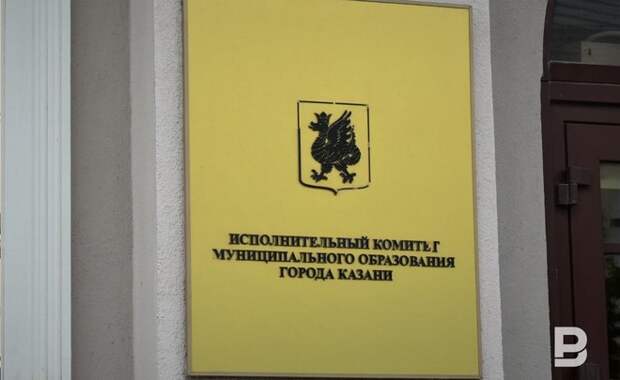 ИСПОЛНИТЕЛЬНЫЙ КОМИТЕТ
МУНИЦИПАЛЬНОГО ОБРАЗОВАНИЯ
ГОРОДА КАЗАНИ
B